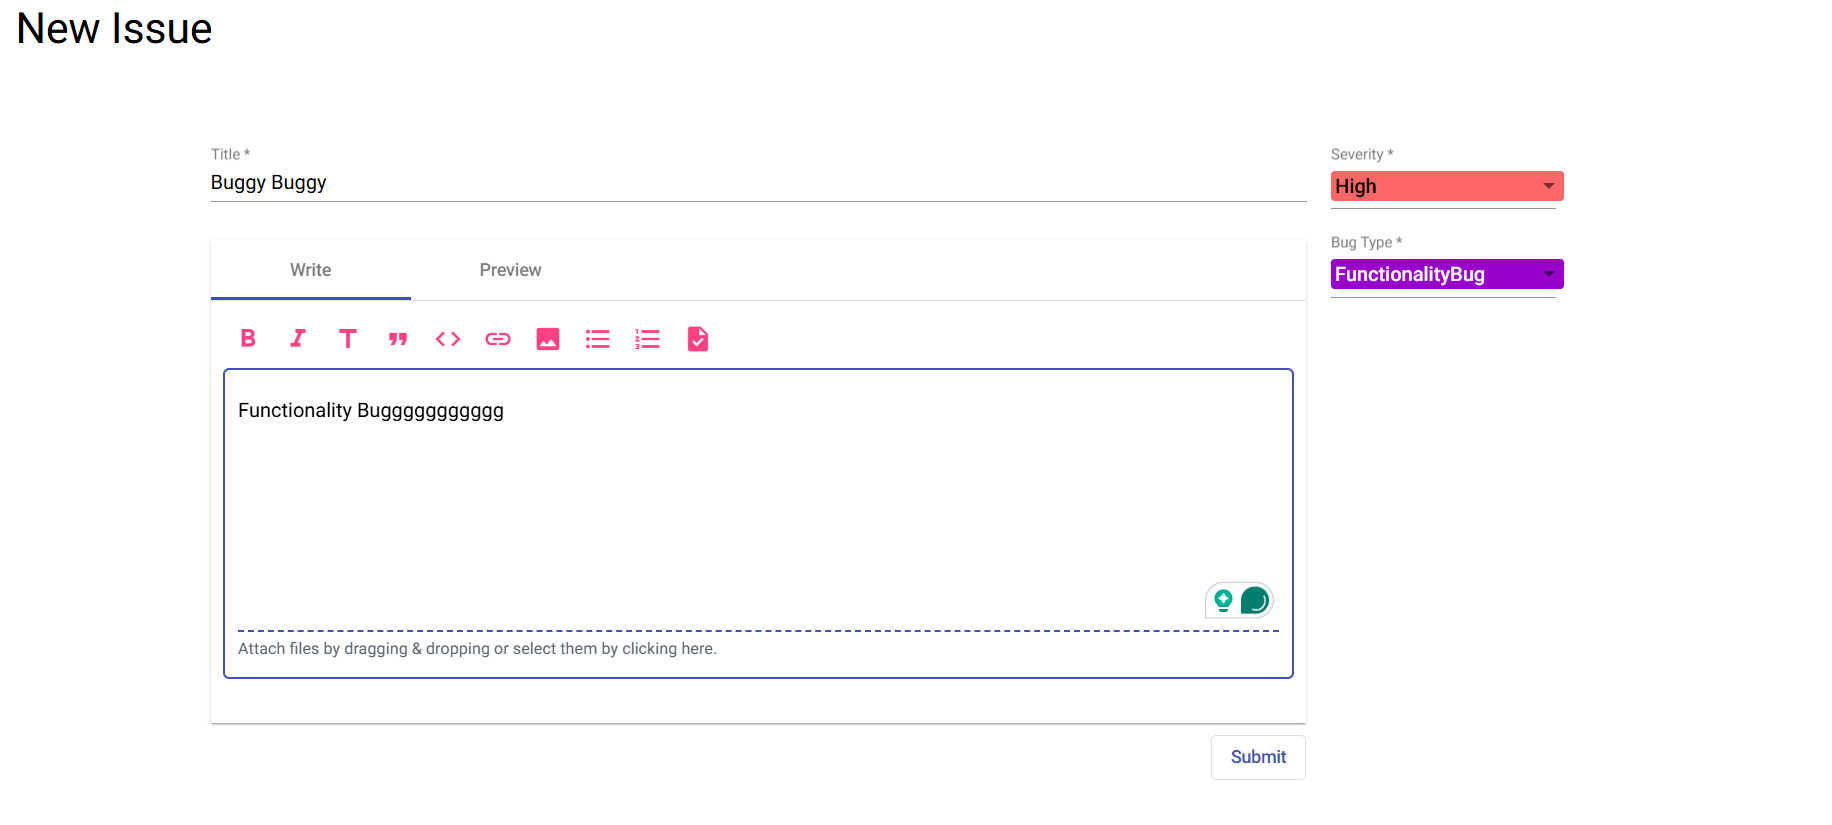 New Issue
Title *
Buggy Buggy
Severity *
High
Bug Type *
FunctionalityBug
Write
Preview
Functionality Buggggggggggg
Attach files by dragging & dropping or select them by clicking here.
Submit